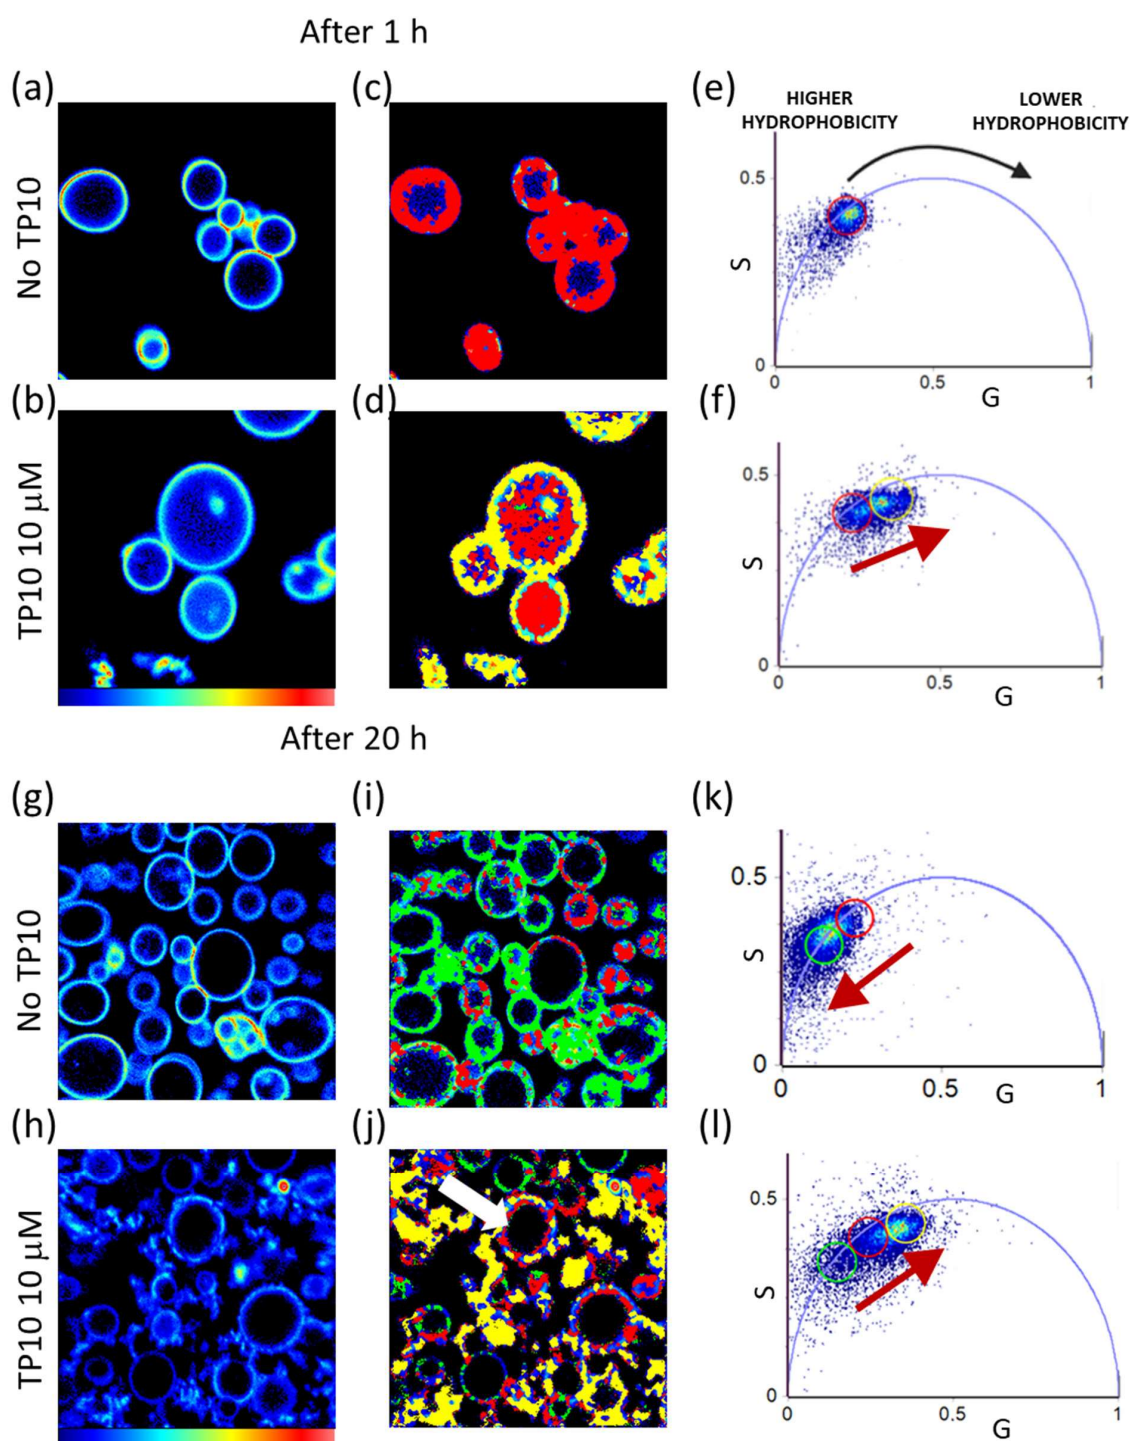 After 1 h
(a)
(c)
(e)
HIGHER
HYDROPHOBICITY
LOWER
HYDROPHOBICITY
No TP10
0.5
S
0
0
0.5
1
G
(b)
(d)
(f)
TP10 10 μM
0.5
S
0
0.5
1
G
After 20 h
(g)
(i)
(k)
No TP10
0.5
S
0
0
0.5
1
G
(h)
(j)
(l)
TP10 10 μM
0.5
S
0
0
0.5
1
G